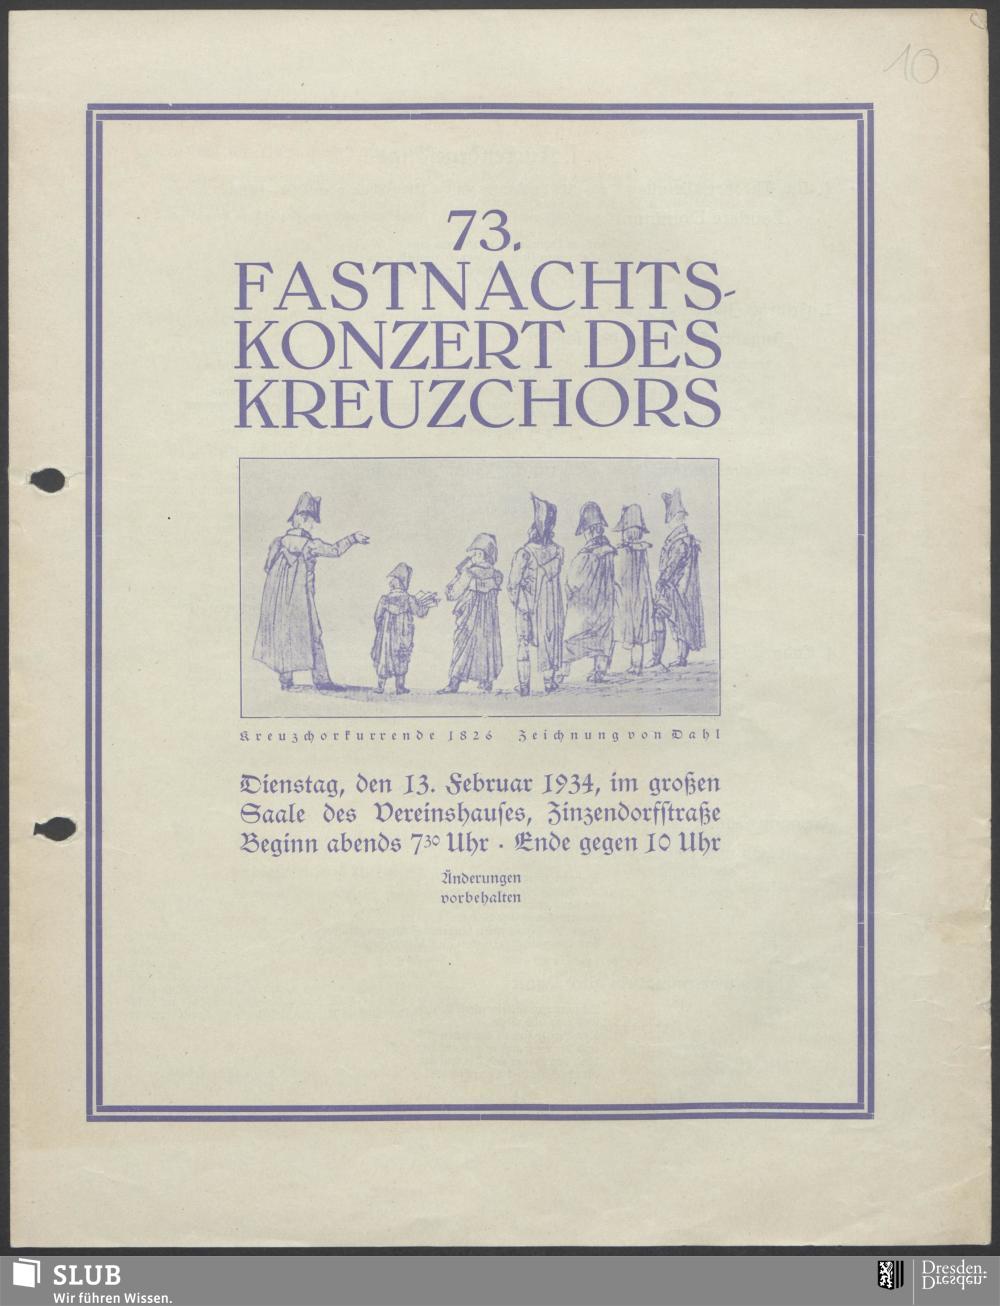 10
73.
FASTNACHTS-
KONZERT DES
KREUZCHORS
Kreuzchorkurrende 1826 Zeichnung von Dahl
Dienstag, den 13. Februar 1934, im großen
Saale des Vereinshauses, Zinzendorfstraße
Beginn abends 7³⁰ Uhr · Ende gegen 10 Uhr
Änderungen
vorbehalten
SLUB
Wir führen Wissen.
Dresden.
Dresden.